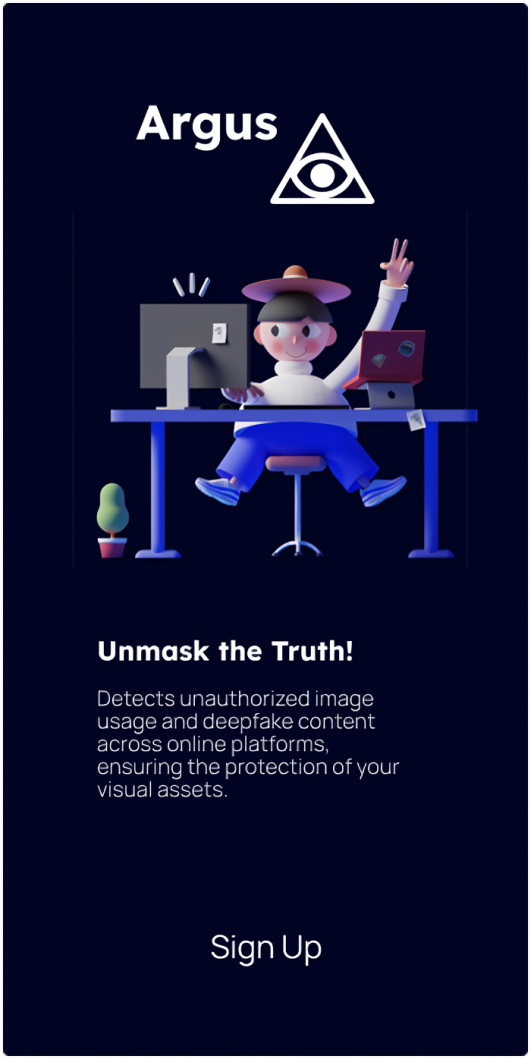 Argus
Unmask the Truth!
Detects unauthorized image
usage and deepfake content
across online platforms,
ensuring the protection of your
visual assets.
Sign Up